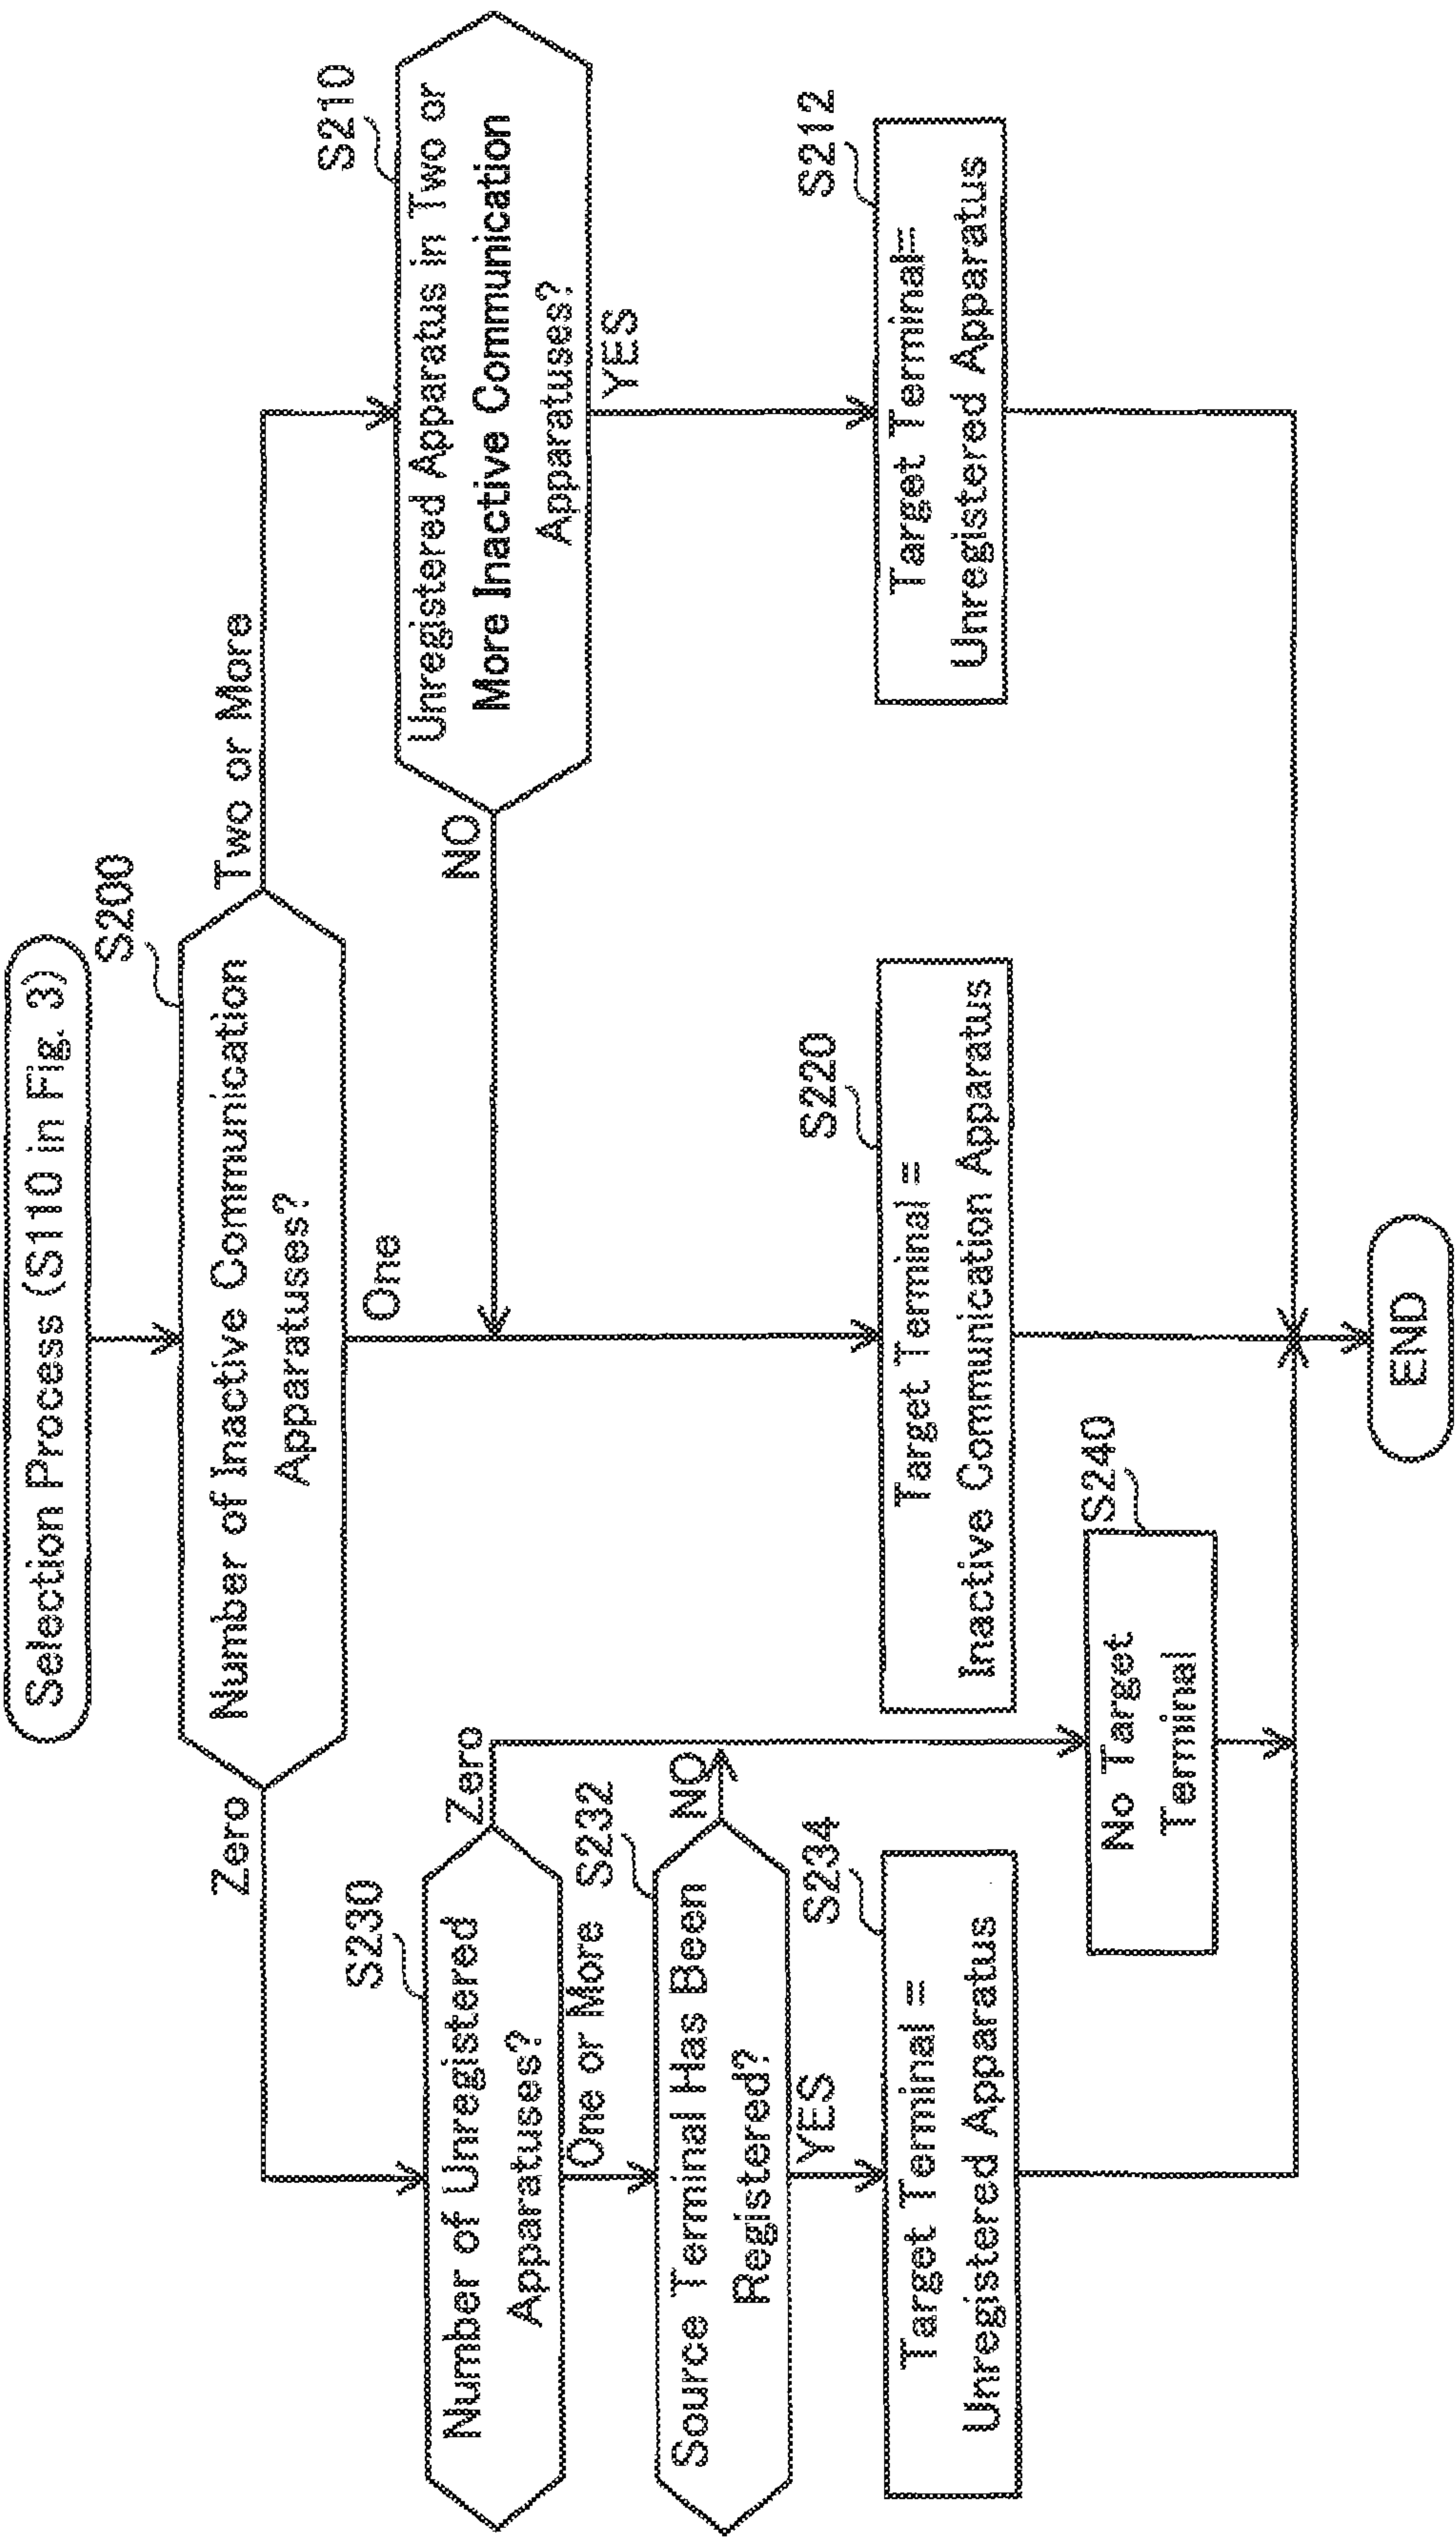 Selection Process (S110 in Fig. 3)
S200
Number of Inactive Communication
Apparatuses?
Zero
One
Two or More
S210
Unregistered Apparatus in Two or
More Inactive Communication
Apparatuses?
NO
YES
S212
Target Terminal=
Unregistered Apparatus
S220
Target Terminal =
Inactive Communication Apparatus
S230
Number of Unregistered
Apparatuses?
Zero
One or More
S232
Source Terminal Has Been
Registered?
NO
YES
S234
Target Terminal =
Unregistered Apparatus
S240
No Target
Terminal
END